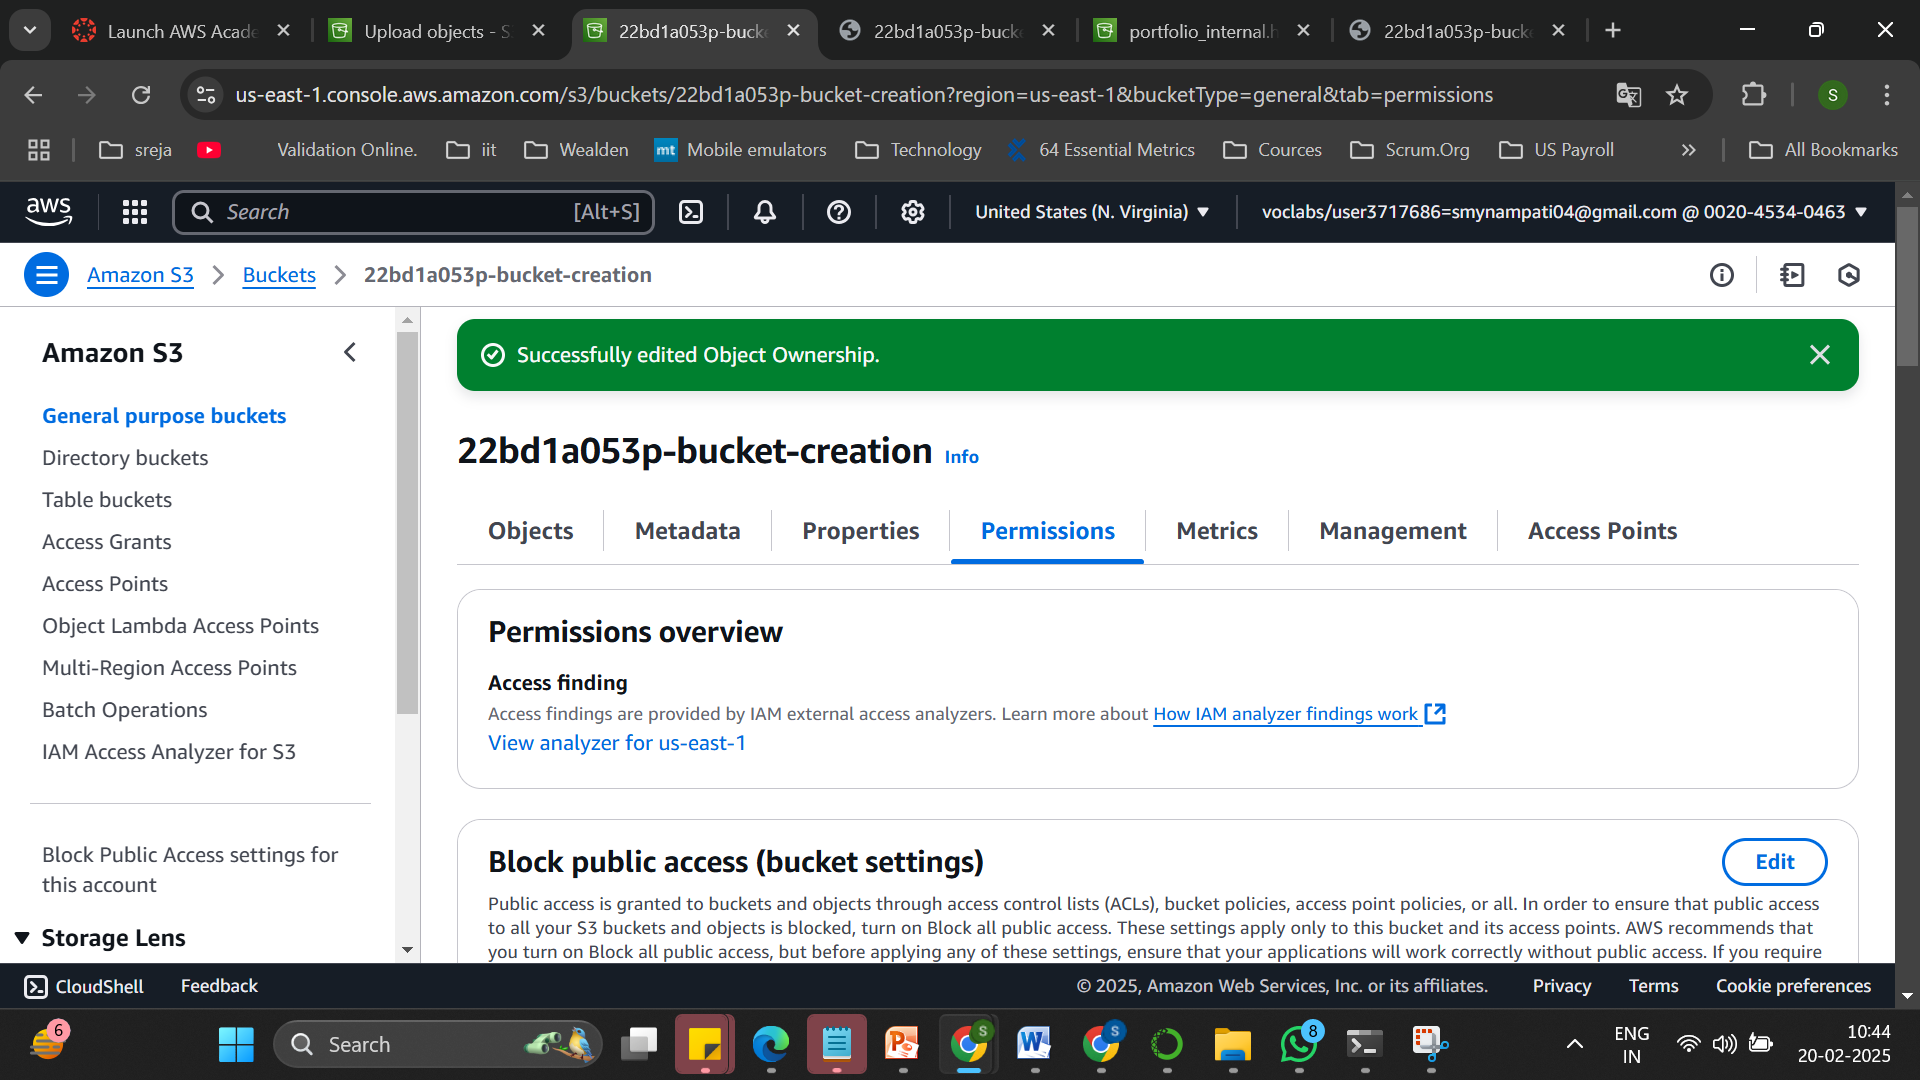 Launch AWS Acade
Upload objects - S
22bd1a053p-bucke
22bd1a053p-bucke
portfolio_internal.h
22bd1a053p-bucke
us-east-1.console.aws.amazon.com/s3/buckets/22bd1a053p-bucket-creation?region=us-east-1&bucketType=general&tab=permissions
S
sreja
Validation Online.
iit
Wealden
mt Mobile emulators
Technology
64 Essential Metrics
Cources
Scrum.Org
US Payroll
All Bookmarks
aws
Search [Alt+S]
United States (N. Virginia)
voclabs/user3717686=smynampati04@gmail.com @ 0020-4534-0463
Amazon S3 > Buckets > 22bd1a053p-bucket-creation
Amazon S3
General purpose buckets
Directory buckets
Table buckets
Access Grants
Access Points
Object Lambda Access Points
Multi-Region Access Points
Batch Operations
IAM Access Analyzer for S3
Block Public Access settings for
this account
Storage Lens
Successfully edited Object Ownership.
22bd1a053p-bucket-creation Info
Objects
Metadata
Properties
Permissions
Metrics
Management
Access Points
Permissions overview
Access finding
Access findings are provided by IAM external access analyzers. Learn more about How IAM analyzer findings work
View analyzer for us-east-1
Block public access (bucket settings)
Edit
Public access is granted to buckets and objects through access control lists (ACLs), bucket policies, access point policies, or all. In order to ensure that public access
to all your S3 buckets and objects is blocked, turn on Block all public access. These settings apply only to this bucket and its access points. AWS recommends that
you turn on Block all public access, but before applying any of these settings, ensure that your applications will work correctly without public access. If you require
CloudShell
Feedback
© 2025, Amazon Web Services, Inc. or its affiliates.
Privacy
Terms
Cookie preferences
6
Search
S
S
8
ENG
IN
10:44
20-02-2025